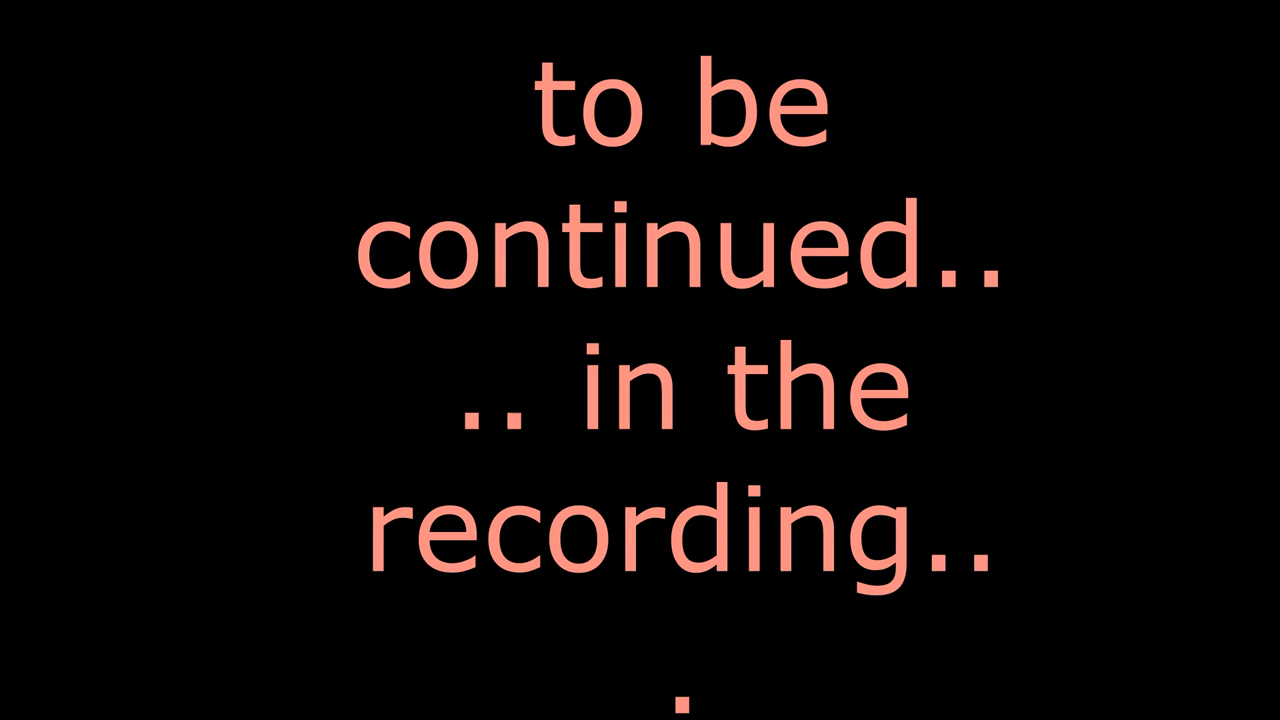 to be
continued..
.. in the
recording..
.